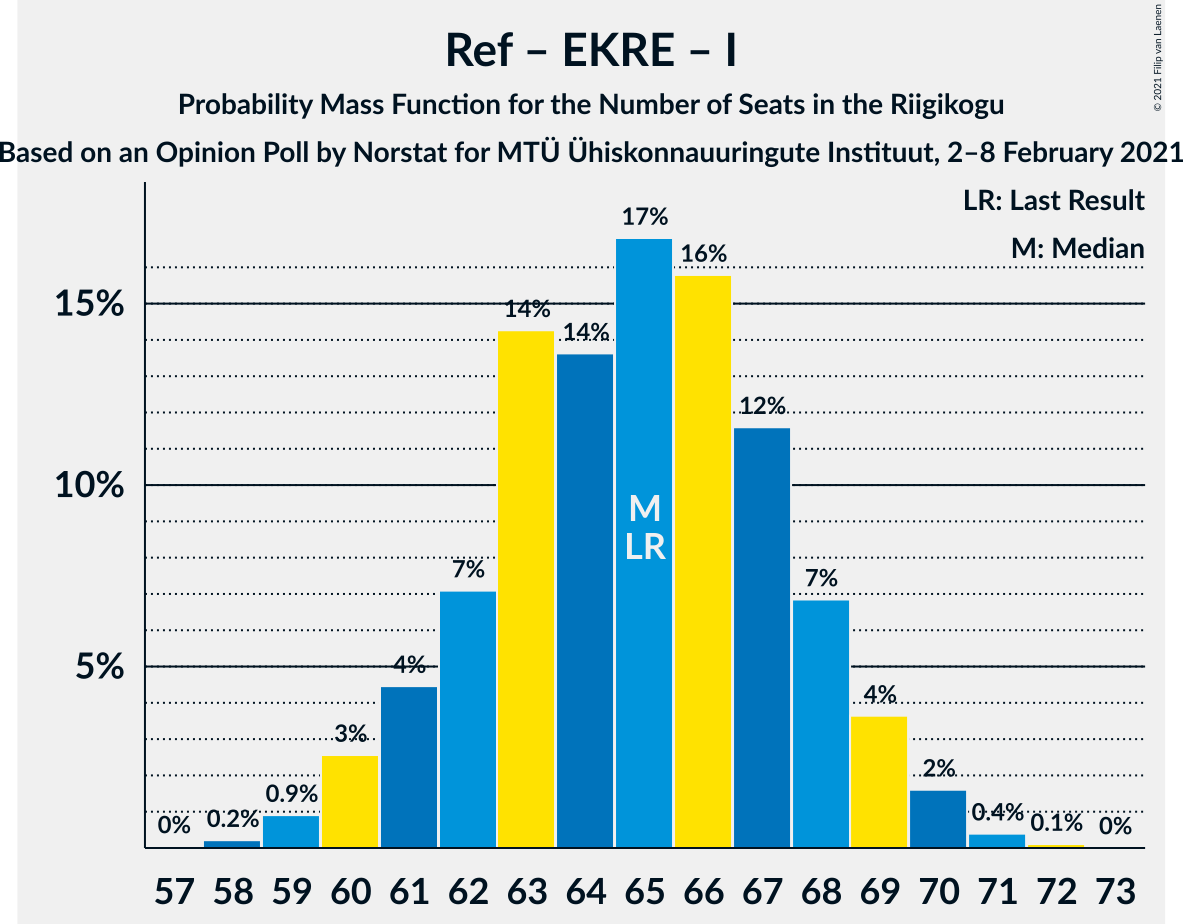 Ref – EKRE – I
Probability Mass Function for the Number of Seats in the Riigikogu
Based on an Opinion Poll by Norstat for MTÜ Ühiskonnauuringute Instituut, 2–8 February 2021
© 2021 Filip van Laenen
LR: Last Result
M: Median
15%
10%
5%
0%
0.2%
0.9%
3%
4%
7%
14%
14%
17%
16%
12%
7%
4%
2%
0.4%
0.1%
0%
M
LR
57 58 59 60 61 62 63 64 65 66 67 68 69 70 71 72 73